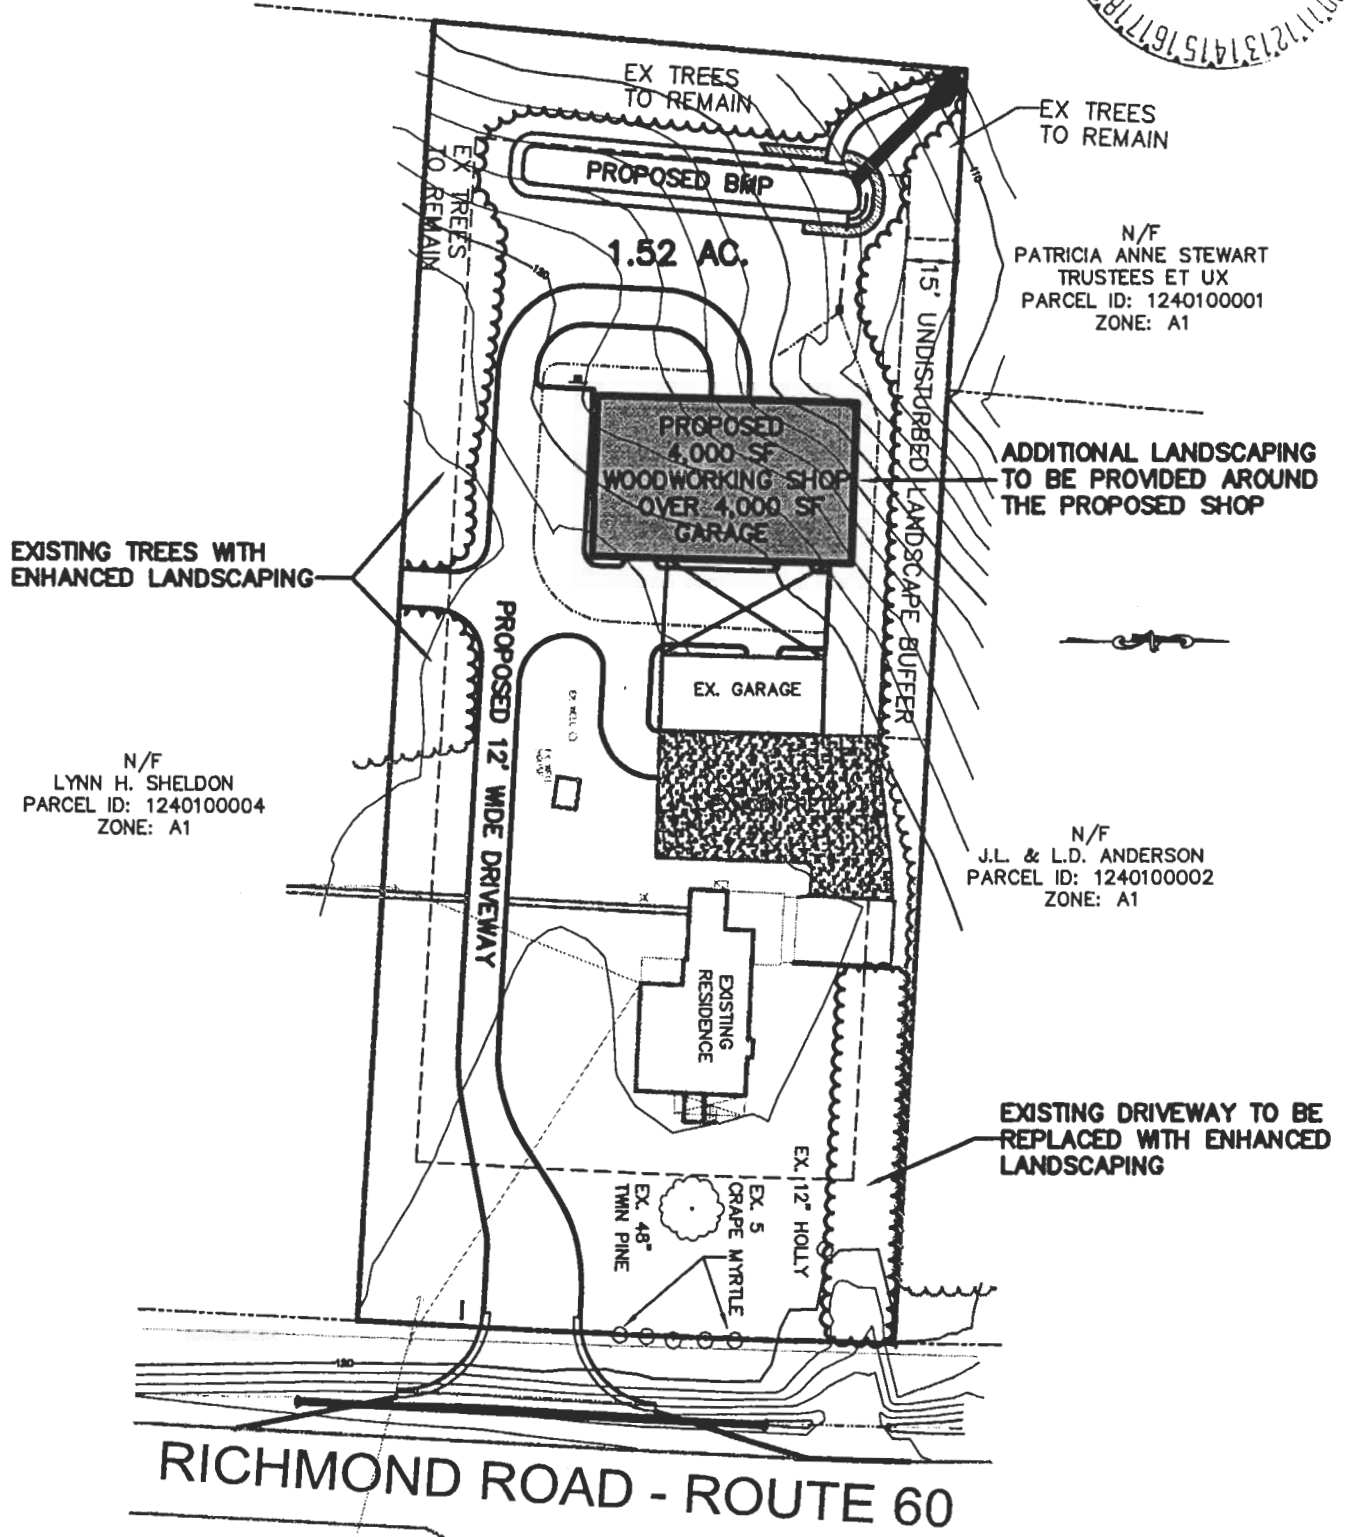 EX TREES
TO REMAIN
EX TREES
TO REMAIN
EX TREES
TO REMAIN
PROPOSED BMP
1.52 AC.
110
120
N/F
PATRICIA ANNE STEWART
TRUSTEES ET UX
PARCEL ID: 1240100001
ZONE: A1
15' UNDISTURBED LANDSCAPE BUFFER
PROPOSED
4,000 SF
WOODWORKING SHOP
OVER 4,000 SF
GARAGE
ADDITIONAL LANDSCAPING
TO BE PROVIDED AROUND
THE PROPOSED SHOP
EXISTING TREES WITH
ENHANCED LANDSCAPING
PROPOSED 12' WIDE DRIVEWAY
EX. GARAGE
N/F
LYNN H. SHELDON
PARCEL ID: 1240100004
ZONE: A1
CONCRETE
N/F
J.L. & L.D. ANDERSON
PARCEL ID: 1240100002
ZONE: A1
EXISTING
RESIDENCE
EXISTING DRIVEWAY TO BE
REPLACED WITH ENHANCED
LANDSCAPING
EX. 12" HOLLY
EX. 5
CRAPE MYRTLE
EX. 48"
TWIN PINE
120
RICHMOND ROAD - ROUTE 60